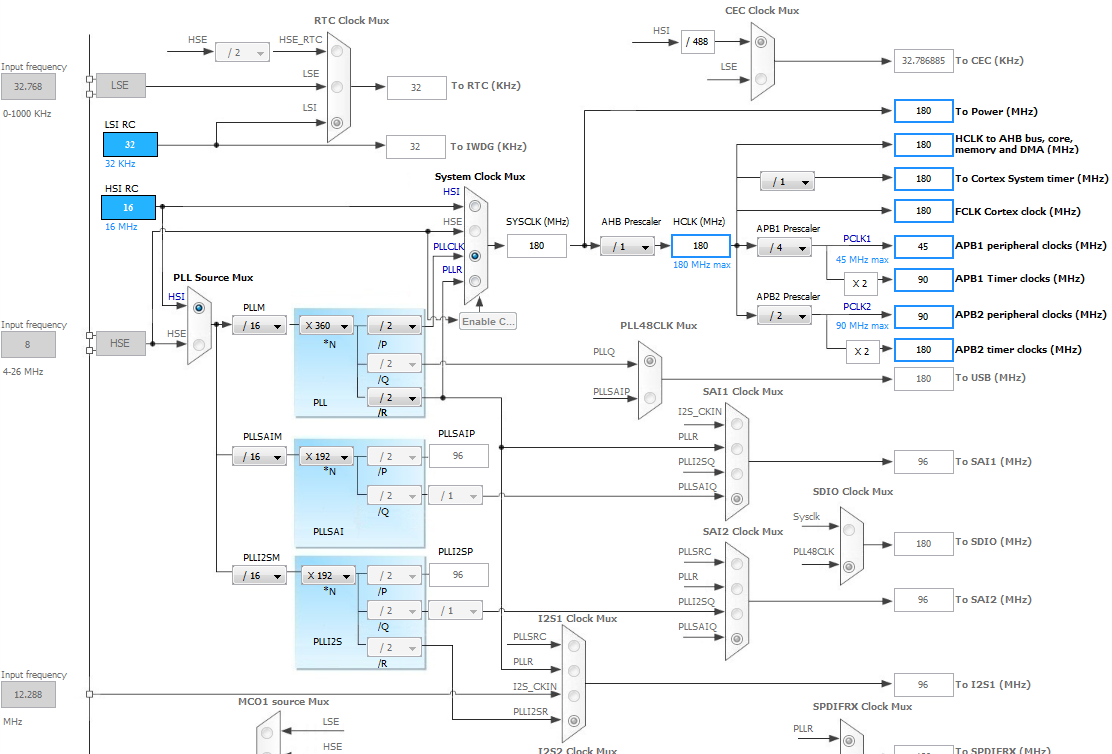 RTC Clock Mux
CEC Clock Mux
HSE
/ 2
HSE_RTC
HSI
/ 488
Input frequency
32.768
0-1000 KHz
LSE
LSE
LSI
32
To RTC (KHz)
LSE
32.786885
To CEC (KHz)
LSI RC
32
32 KHz
32
To IWDG (KHz)
180
To Power (MHz)
180
HCLK to AHB bus, core,
memory and DMA (MHz)
HSI RC
16
16 MHz
System Clock Mux
HSI
HSE
PLLCLK
PLLR
SYSCLK (MHz)
180
AHB Prescaler
/ 1
HCLK (MHz)
180
180 MHz max
/ 1
180
To Cortex System timer (MHz)
180
FCLK Cortex clock (MHz)
APB1 Prescaler
/ 4
PCLK1
45 MHz max
45
APB1 peripheral clocks (MHz)
X 2
90
APB1 Timer clocks (MHz)
APB2 Prescaler
/ 2
PCLK2
90 MHz max
90
APB2 peripheral clocks (MHz)
X 2
180
APB2 timer clocks (MHz)
PLL Source Mux
HSI
HSE
Input frequency
8
4-26 MHz
HSE
PLLM
/ 16
X 360
*N
/ 2
/P
/ 2
/Q
/ 2
/R
PLL
Enable C...
PLL48CLK Mux
PLLQ
PLLSAIP
180
To USB (MHz)
PLLSAIM
/ 16
X 192
*N
/ 2
/P
/ 2
/Q
PLLSAI
PLLSAIP
96
/ 1
SAI1 Clock Mux
I2S_CKIN
PLLR
PLLI2SQ
PLLSAIQ
96
To SAI1 (MHz)
SDIO Clock Mux
Sysclk
PLL48CLK
180
To SDIO (MHz)
PLLI2SM
/ 16
X 192
*N
/ 2
/P
/ 2
/Q
/ 2
/R
PLLI2S
PLLI2SP
96
/ 1
SAI2 Clock Mux
PLLSRC
PLLR
PLLI2SQ
PLLSAIQ
96
To SAI2 (MHz)
I2S1 Clock Mux
PLLSRC
PLLR
I2S_CKIN
PLLI2SR
96
To I2S1 (MHz)
Input frequency
12.288
MHz
MCO1 source Mux
LSE
HSE
I2S2 Clock Mux
SPDIFRX Clock Mux
PLLR
To SPDIFRX (MHz)